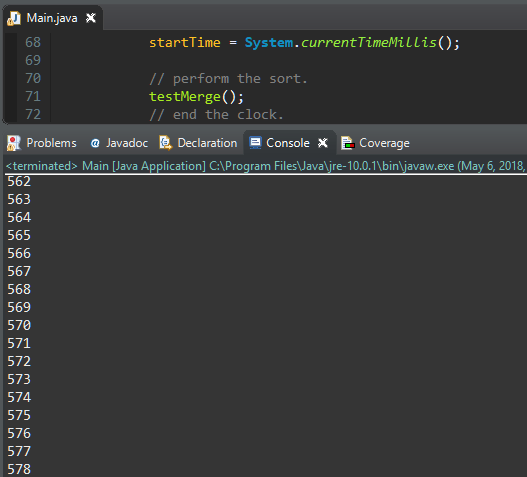 Main.java
68 startTime = System.currentTimeMillis();
69
70 // perform the sort.
71 testMerge();
72 // end the clock.
Problems @ Javadoc Declaration Console Coverage
<terminated> Main [Java Application] C:\Program Files\Java\jre-10.0.1\bin\javaw.exe (May 6, 2018,
562
563
564
565
566
567
568
569
570
571
572
573
574
575
576
577
578